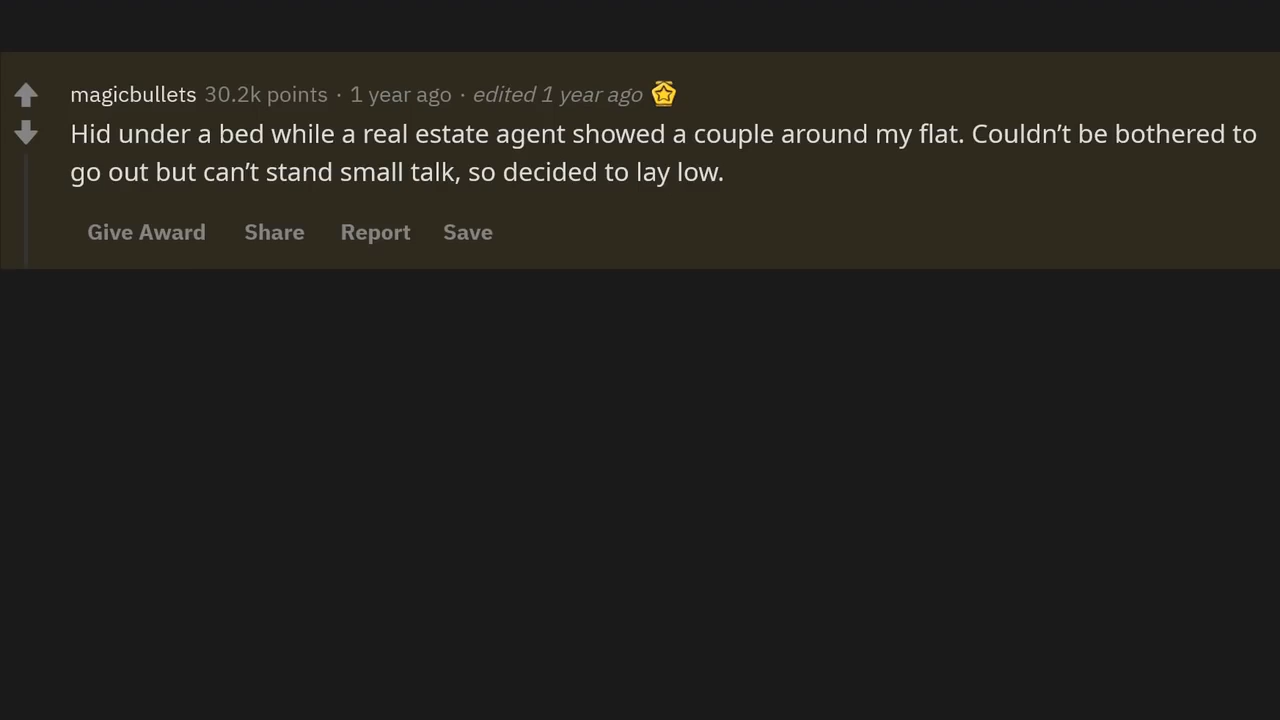 magicbullets 30.2k points · 1 year ago · edited 1 year ago
Hid under a bed while a real estate agent showed a couple around my flat. Couldn’t be bothered to
go out but can’t stand small talk, so decided to lay low.
Give Award Share Report Save